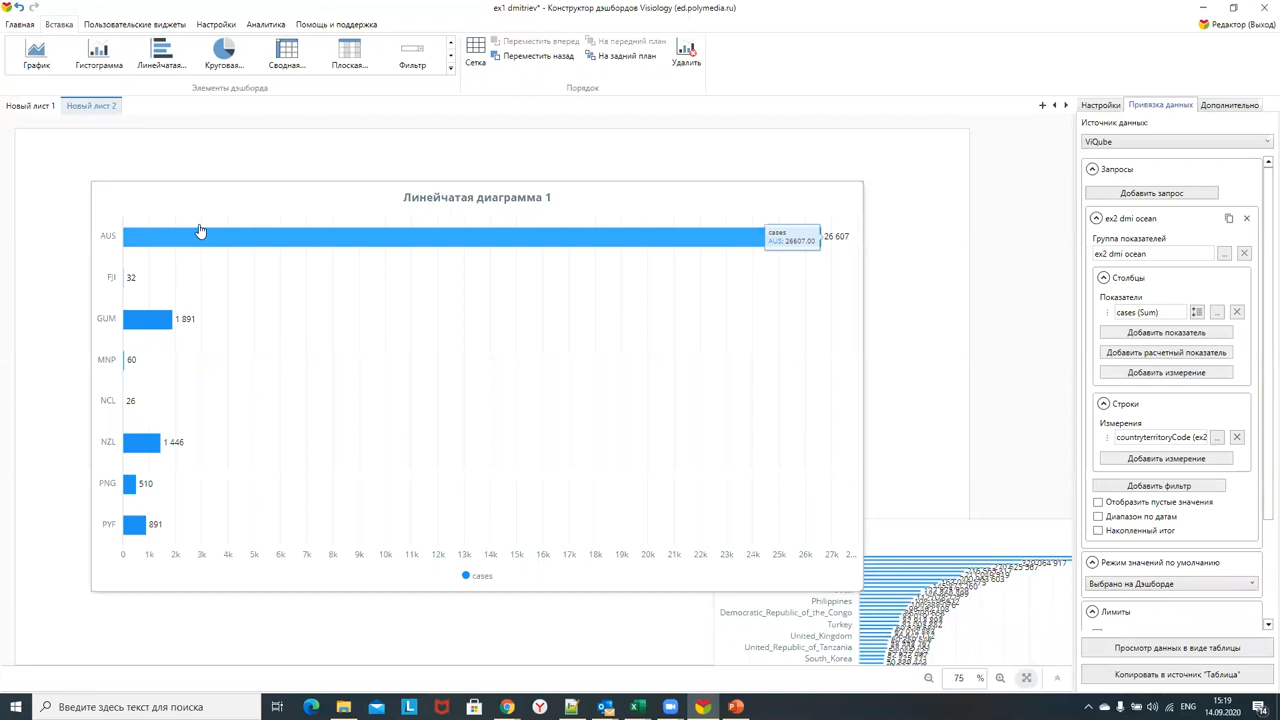 ex1 dmitriev* - Конструктор дэшбордов Visiology (ed.polymedia.ru)
Главная Вставка Пользовательские виджеты Настройки Аналитика Помощь и поддержка
Редактор (Выход)
График Гистограмма Линейчатая... Круговая... Сводная... Плоская... Фильтр
Сетка
Переместить вперед На передний план
Переместить назад На задний план
Удалить
Элементы дэшборда
Порядок
Новый лист 1 Новый лист 2
Настройки Привязка данных Дополнительно
Источник данных:
ViQube
Запросы
Добавить запрос
ex2 dmi ocean
Группа показателей
ex2 dmi ocean ...
Столбцы
Показатели
cases (Sum) ...
Добавить показатель
Добавить расчетный показатель
Добавить измерение
Строки
Измерения
countryterritoryCode (ex2 ...
Добавить измерение
Добавить фильтр
Отобразить пустые значения
Диапазон по датам
Накопленный итог
Режим значений по умолчанию
Выбрано на Дэшборде
Лимиты
Просмотр данных в виде таблицы
Копировать в источник "Таблица"
Линейчатая диаграмма 1
AUS 26 607
cases
AUS: 26607.00
FJI 32
GUM 1 891
MNP 60
NCL 26
NZL 1 446
PNG 510
PYF 891
0 1k 2k 3k 4k 5k 6k 7k 8k 9k 10k 11k 12k 13k 14k 15k 16k 17k 18k 19k 20k 21k 22k 23k 24k 25k 26k 27k 2...
cases
Philippines
Democratic_Republic_of_the_Congo
Turkey
United_Kingdom
United_Republic_of_Tanzania
South_Korea
75 %
Введите здесь текст для поиска
15:19
14.09.2020
14